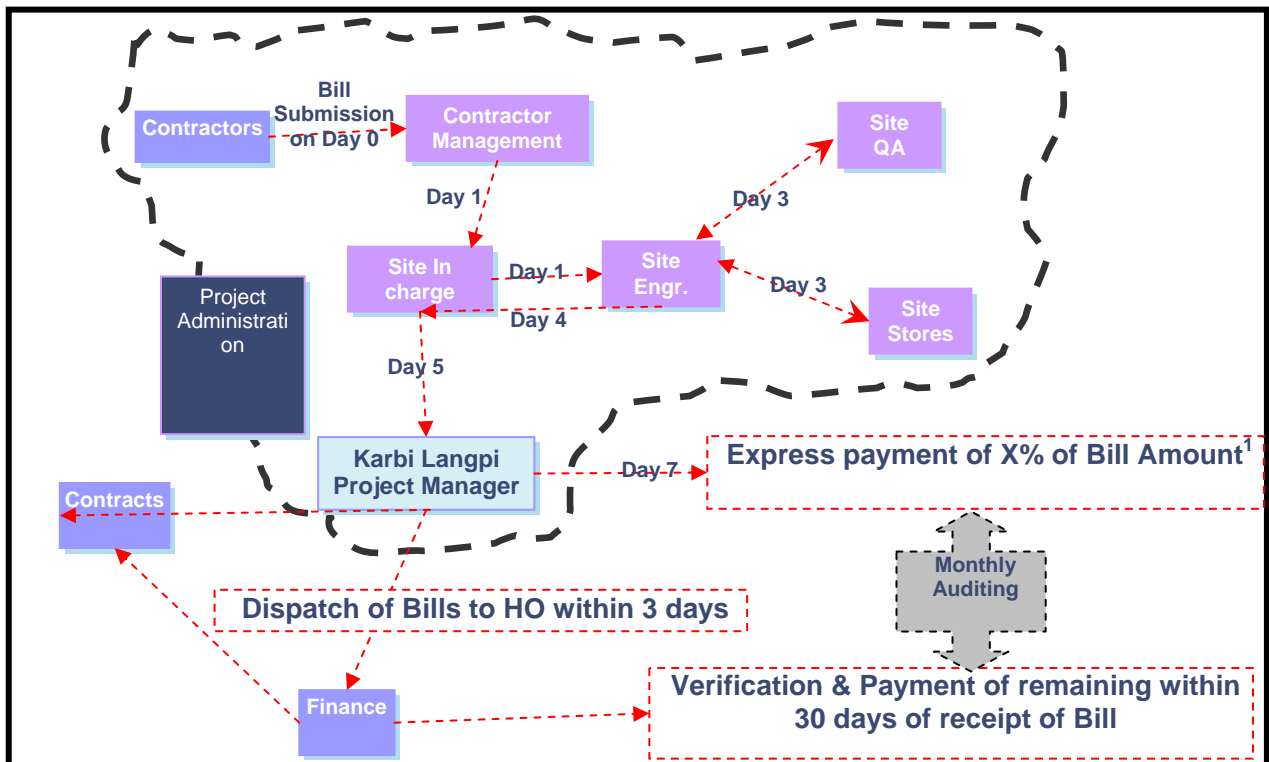 Bill
Submission
on Day 0
Contractors
Contractor
Management
Site
QA
Day 1
Day 3
Site In
charge
Day 1
Site
Engr.
Day 3
Project
Administrati
on
Day 4
Site
Stores
Day 5
Karbi Langpi
Project Manager
Day 7
Express payment of X% of Bill Amount¹
Contracts
Monthly
Auditing
Dispatch of Bills to HO within 3 days
Finance
Verification & Payment of remaining within
30 days of receipt of Bill